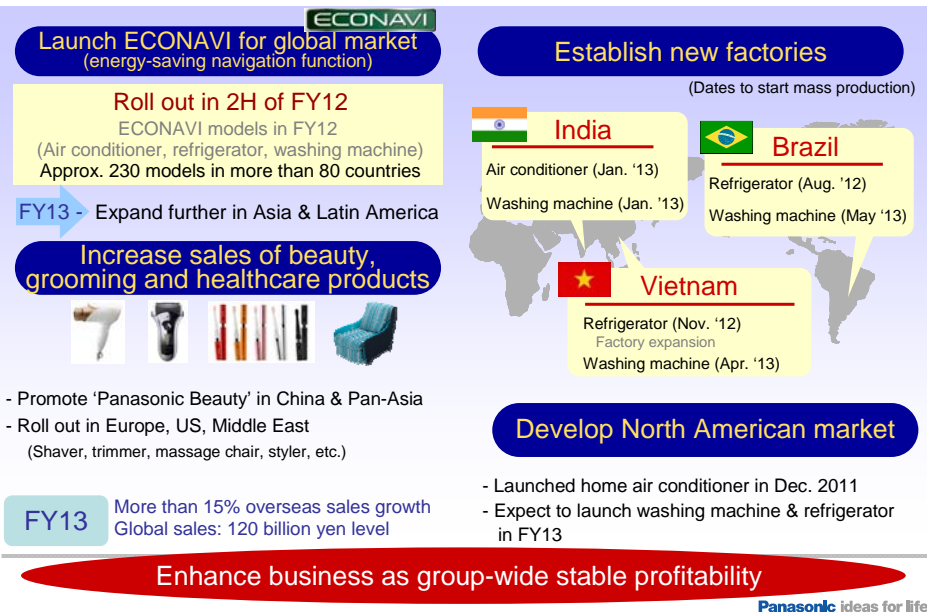 ECONAVI
Launch ECONAVI for global market
(energy-saving navigation function)
Roll out in 2H of FY12
ECONAVI models in FY12
(Air conditioner, refrigerator, washing machine)
Approx. 230 models in more than 80 countries
FY13 - Expand further in Asia & Latin America
Increase sales of beauty,
grooming and healthcare products
- Promote ‘Panasonic Beauty’ in China & Pan-Asia
- Roll out in Europe, US, Middle East
(Shaver, trimmer, massage chair, styler, etc.)
FY13
More than 15% overseas sales growth
Global sales: 120 billion yen level
Establish new factories
(Dates to start mass production)
India
Air conditioner (Jan. ‘13)
Washing machine (Jan. ’13)
Brazil
Refrigerator (Aug. ’12)
Washing machine (May ‘13)
Vietnam
Refrigerator (Nov. ‘12)
Factory expansion
Washing machine (Apr. ‘13)
Develop North American market
- Launched home air conditioner in Dec. 2011
- Expect to launch washing machine & refrigerator
in FY13
Enhance business as group-wide stable profitability
Panasonic ideas for life